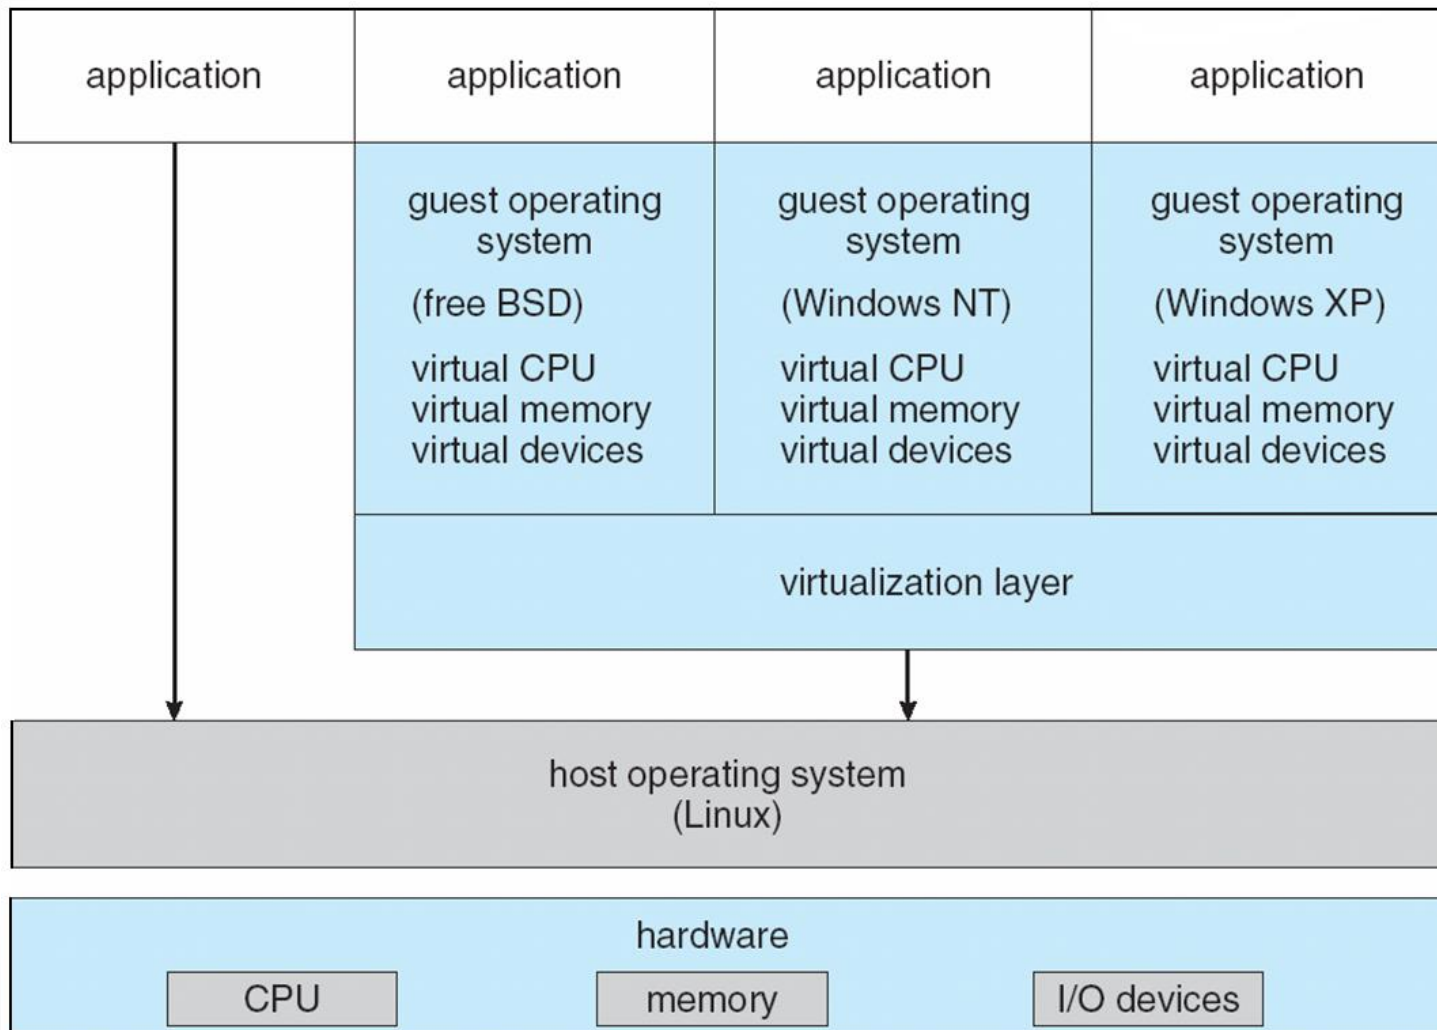 application
application
application
application
guest operating
system
(free BSD)
virtual CPU
virtual memory
virtual devices
guest operating
system
(Windows NT)
virtual CPU
virtual memory
virtual devices
guest operating
system
(Windows XP)
virtual CPU
virtual memory
virtual devices
virtualization layer
host operating system
(Linux)
hardware
CPU
memory
I/O devices